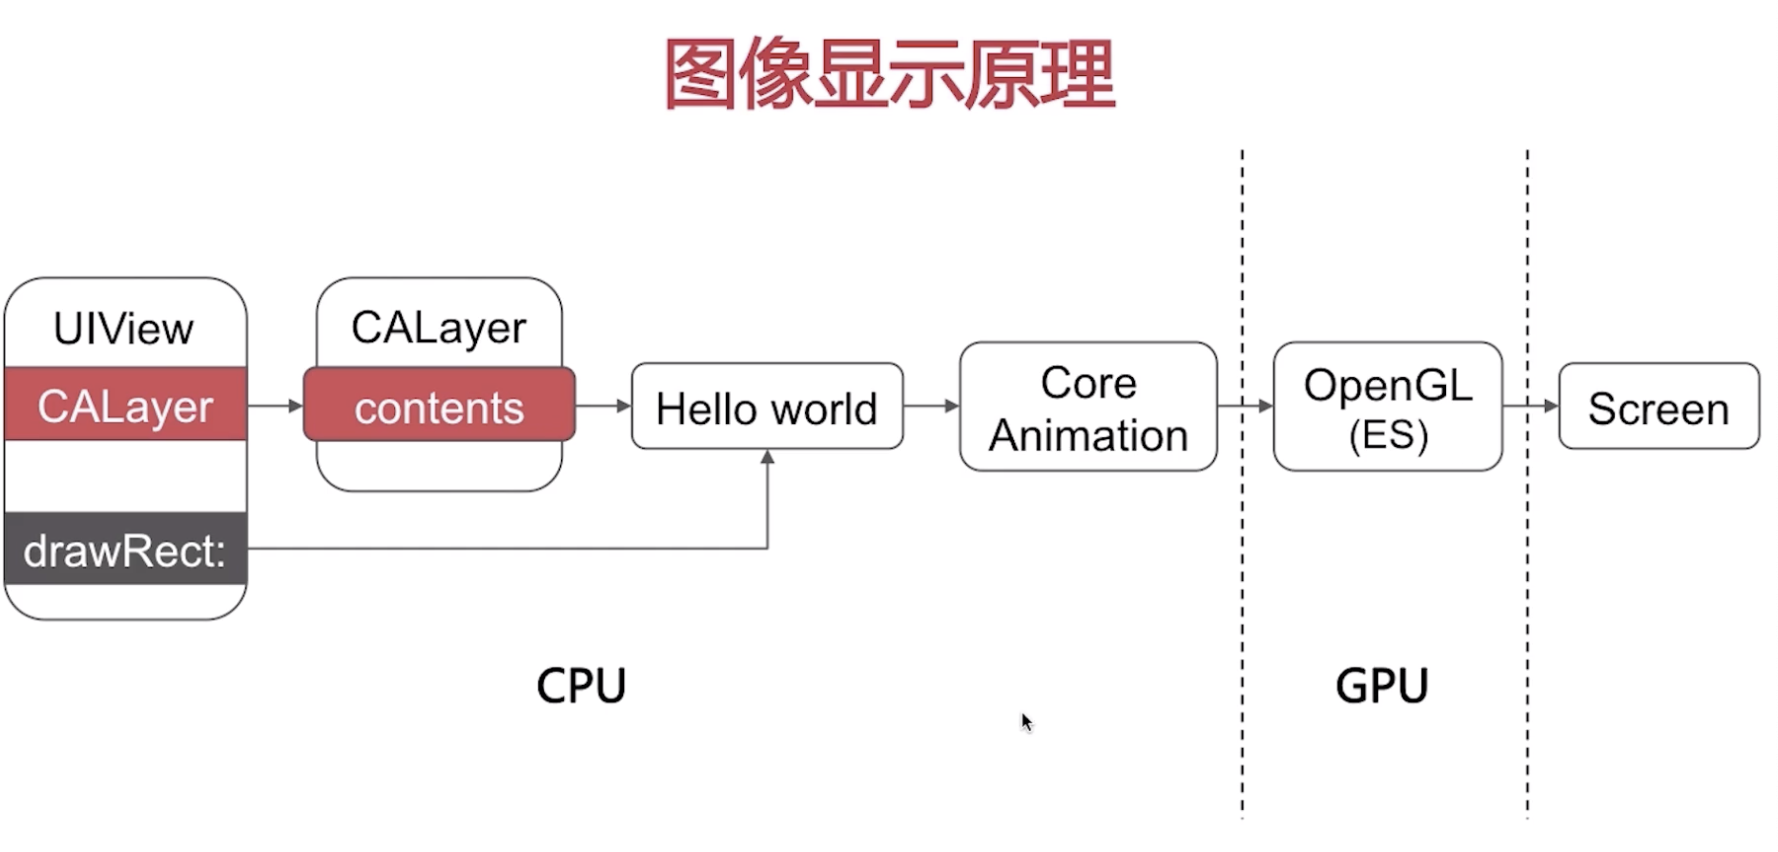 图像显示原理
UIView
CALayer
drawRect:
CALayer
contents
Hello world
Core
Animation
OpenGL
(ES)
Screen
CPU
GPU